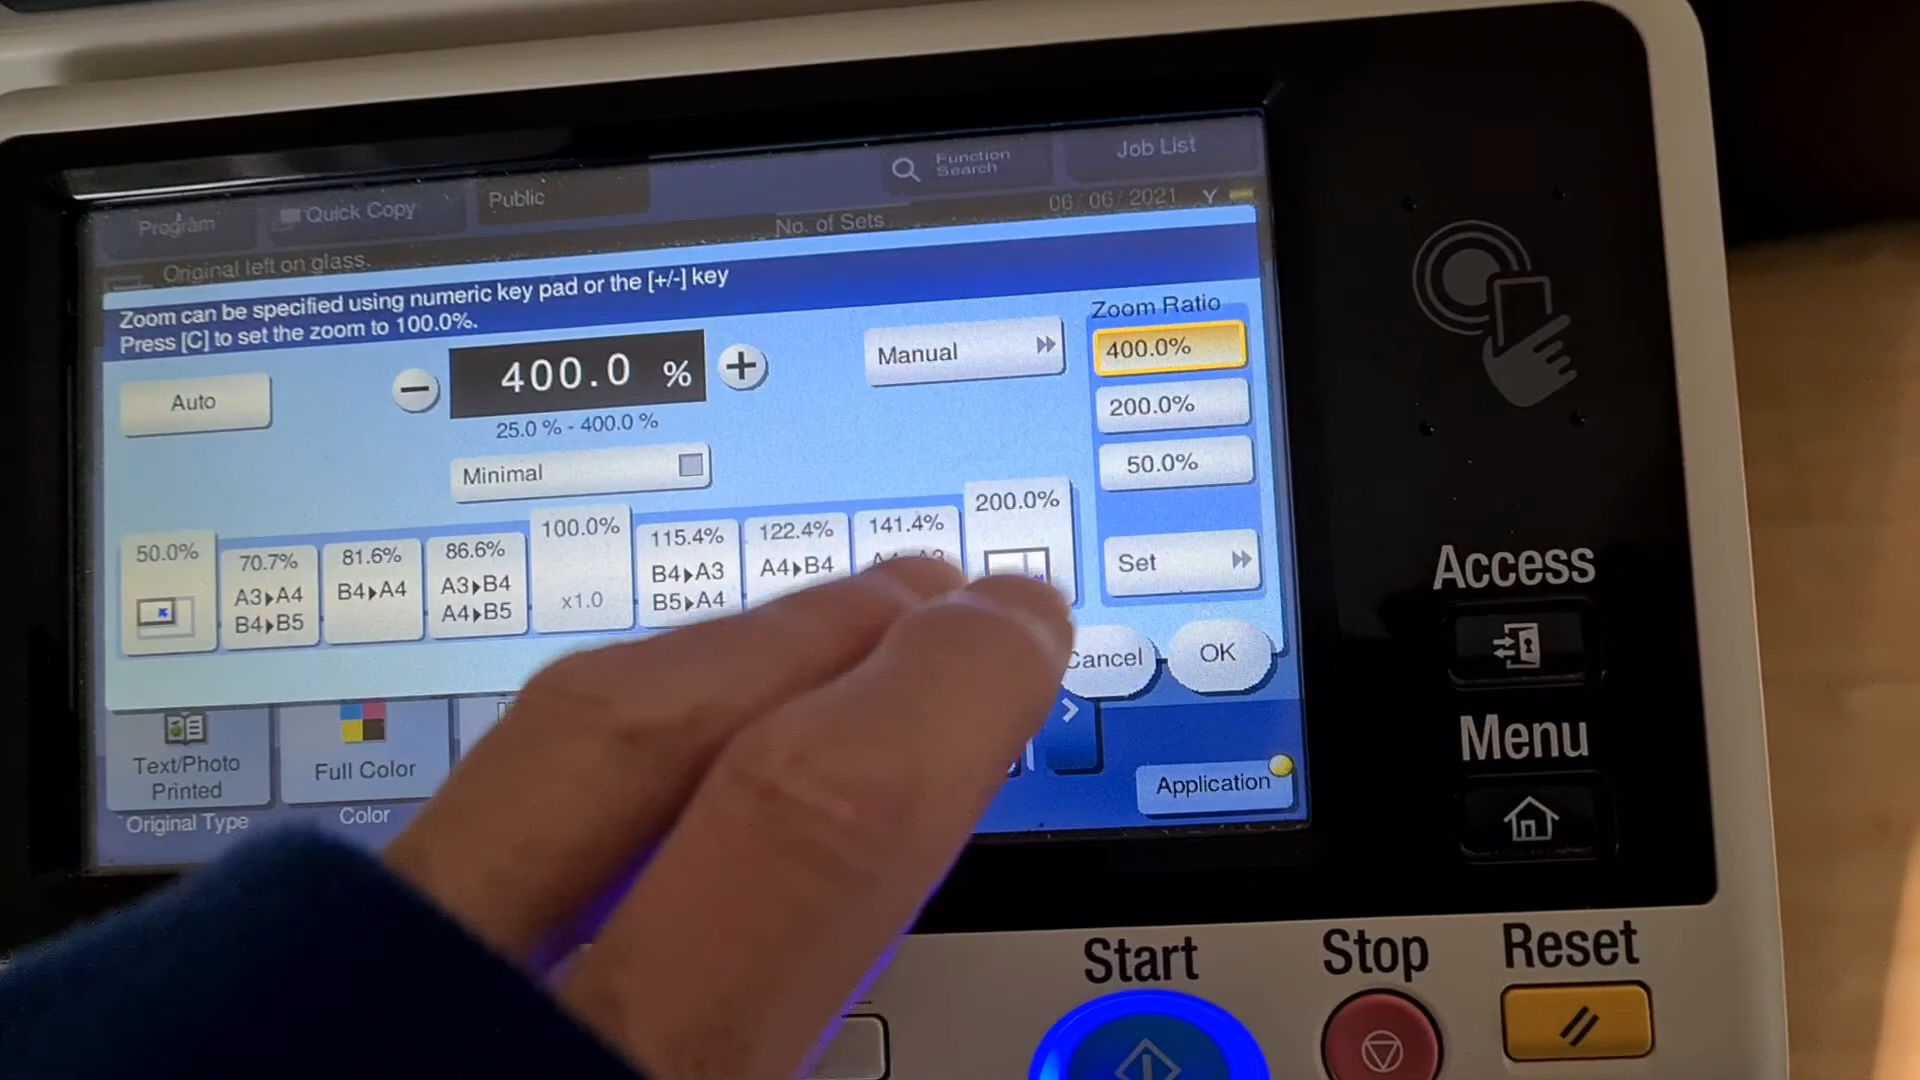 Program
Quick Copy
Public
Function
Search
Job List
No. of Sets
06/06/2021 Y
Original left on glass.
Zoom can be specified using numeric key pad or the [+/-] key
Press [C] to set the zoom to 100.0%.
Zoom Ratio
Auto
400.0 %
25.0 % - 400.0 %
Manual
400.0%
200.0%
50.0%
Minimal
Set
50.0%
70.7%
A3▸A4
B4▸B5
81.6%
B4▸A4
86.6%
A3▸B4
A4▸B5
100.0%
x1.0
115.4%
B4▸A3
B5▸A4
122.4%
A4▸B4
141.4%
200.0%
Cancel
OK
Text/Photo
Printed
Original Type
Full Color
Color
Application
Access
Menu
Start
Stop
Reset